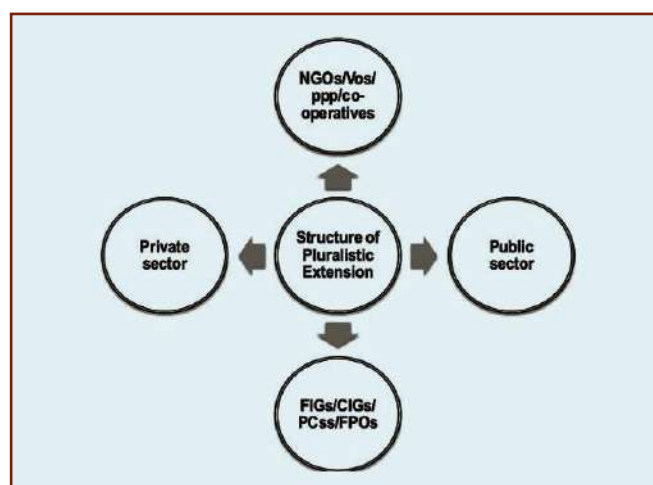 NGOs/Vos/
ppp/co-
operatives
Private
sector
Structure of
Pluralistic
Extension
Public
sector
FIGs/CIGs/
PCss/FPOs